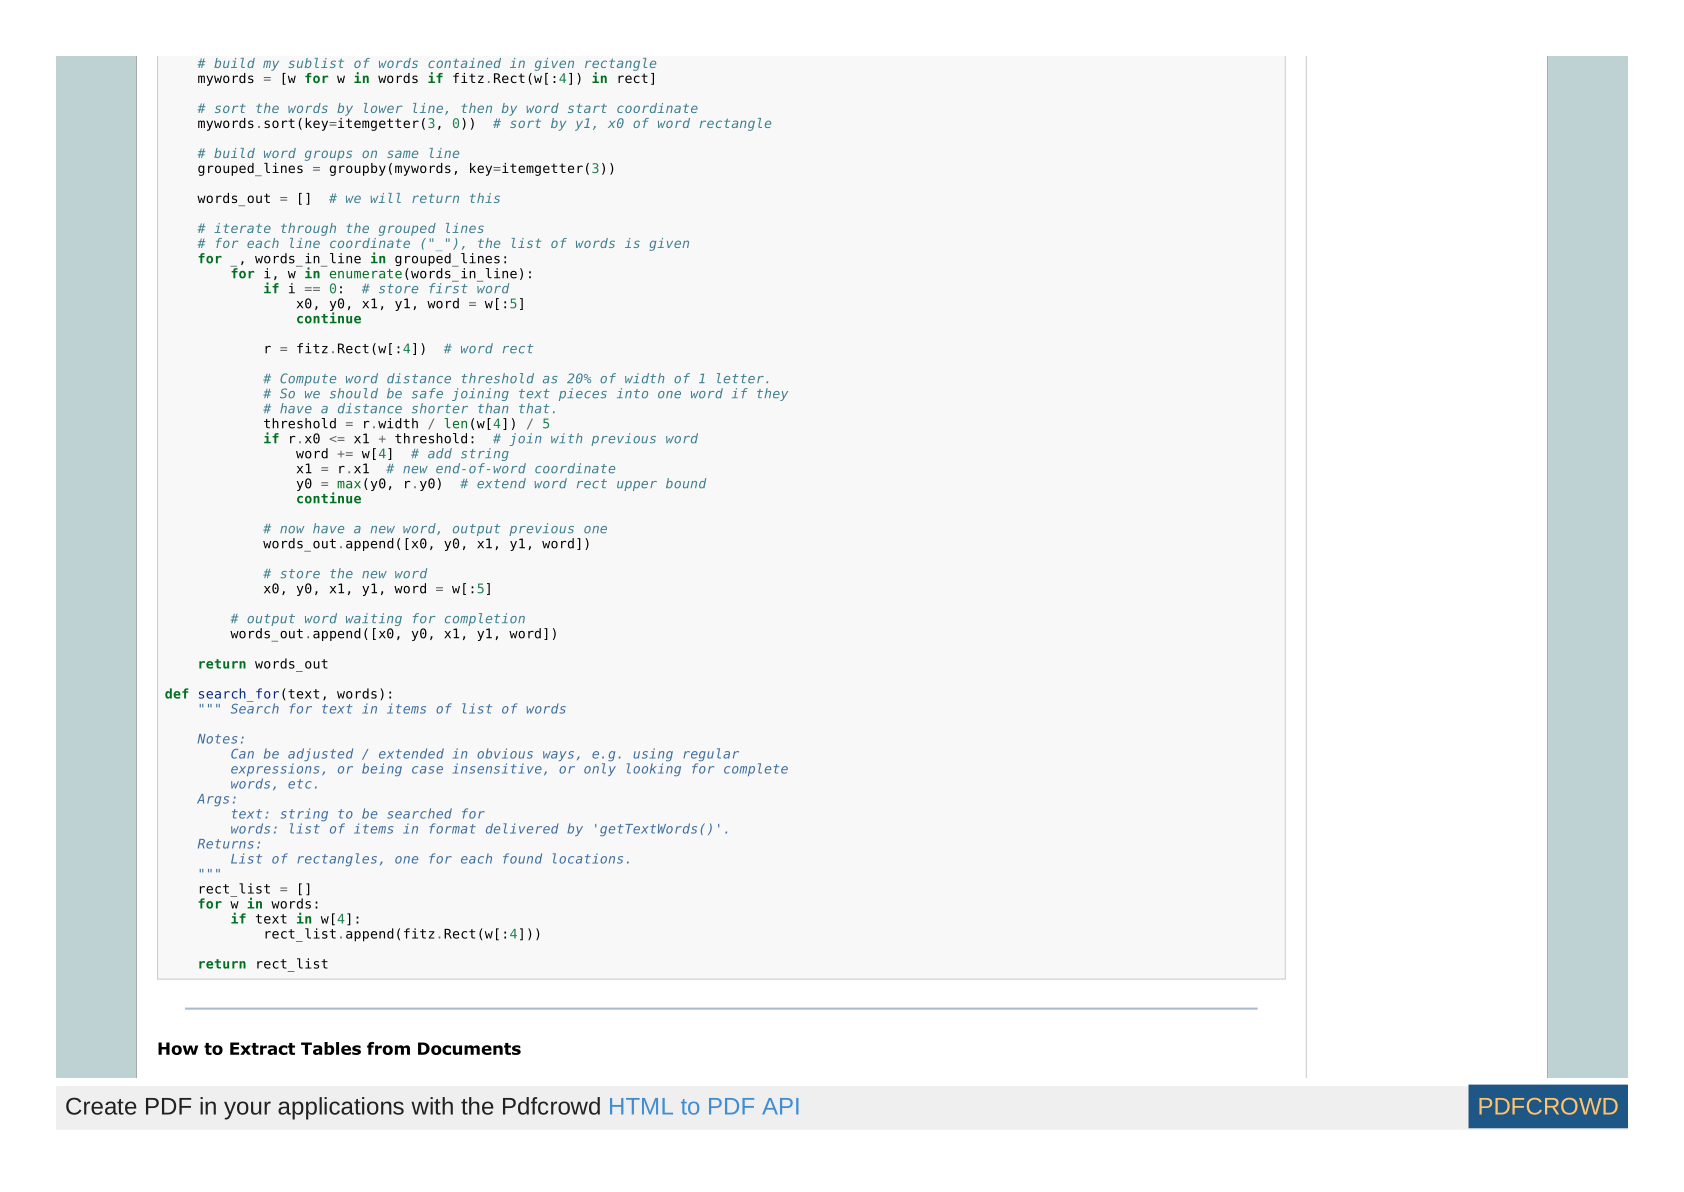 # build my sublist of words contained in given rectangle
    mywords = [w for w in words if fitz.Rect(w[:4]) in rect]

    # sort the words by lower line, then by word start coordinate
    mywords.sort(key=itemgetter(3, 0))  # sort by y1, x0 of word rectangle

    # build word groups on same line
    grouped_lines = groupby(mywords, key=itemgetter(3))

    words_out = []  # we will return this

    # iterate through the grouped lines
    # for each line coordinate ("_"), the list of words is given
    for _, words_in_line in grouped_lines:
        for i, w in enumerate(words_in_line):
            if i == 0:  # store first word
                x0, y0, x1, y1, word = w[:5]
                continue

            r = fitz.Rect(w[:4])  # word rect

            # Compute word distance threshold as 20% of width of 1 letter.
            # So we should be safe joining text pieces into one word if they
            # have a distance shorter than that.
            threshold = r.width / len(w[4]) / 5
            if r.x0 <= x1 + threshold:  # join with previous word
                word += w[4]  # add string
                x1 = r.x1  # new end-of-word coordinate
                y0 = max(y0, r.y0)  # extend word rect upper bound
                continue

            # now have a new word, output previous one
            words_out.append([x0, y0, x1, y1, word])

            # store the new word
            x0, y0, x1, y1, word = w[:5]

        # output word waiting for completion
        words_out.append([x0, y0, x1, y1, word])

    return words_out

def search_for(text, words):
    """ Search for text in items of list of words

    Notes:
        Can be adjusted / extended in obvious ways, e.g. using regular
        expressions, or being case insensitive, or only looking for complete
        words, etc.
    Args:
        text: string to be searched for
        words: list of items in format delivered by 'getTextWords()'.
    Returns:
        List of rectangles, one for each found locations.
    """
    rect_list = []
    for w in words:
        if text in w[4]:
            rect_list.append(fitz.Rect(w[:4]))

    return rect_list

How to Extract Tables from Documents
Create PDF in your applications with the Pdfcrowd HTML to PDF API
PDFCROWD